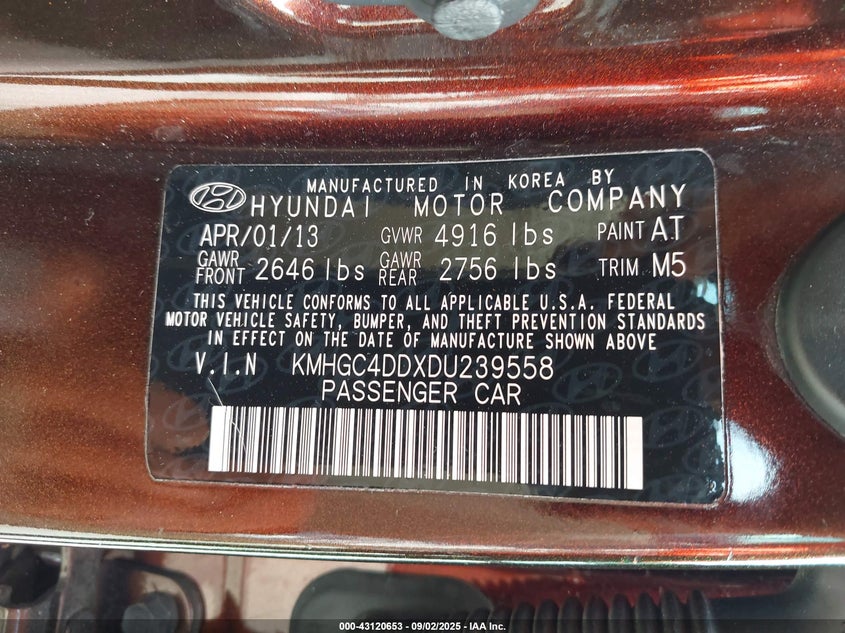 MANUFACTURED IN KOREA BY
HYUNDAI MOTOR COMPANY
APR/01/13 GVWR 4916 lbs PAINT AT
GAWR FRONT 2646 lbs GAWR REAR 2756 lbs TRIM M5
THIS VEHICLE CONFORMS TO ALL APPLICABLE U.S.A. FEDERAL
MOTOR VEHICLE SAFETY, BUMPER, AND THEFT PREVENTION STANDARDS
IN EFFECT ON THE DATE OF MANUFACTURE SHOWN ABOVE.
V.I.N KMHGC4DDXDU239558
PASSENGER CAR
000-43120653 - 09/02/2025 - IAA Inc.